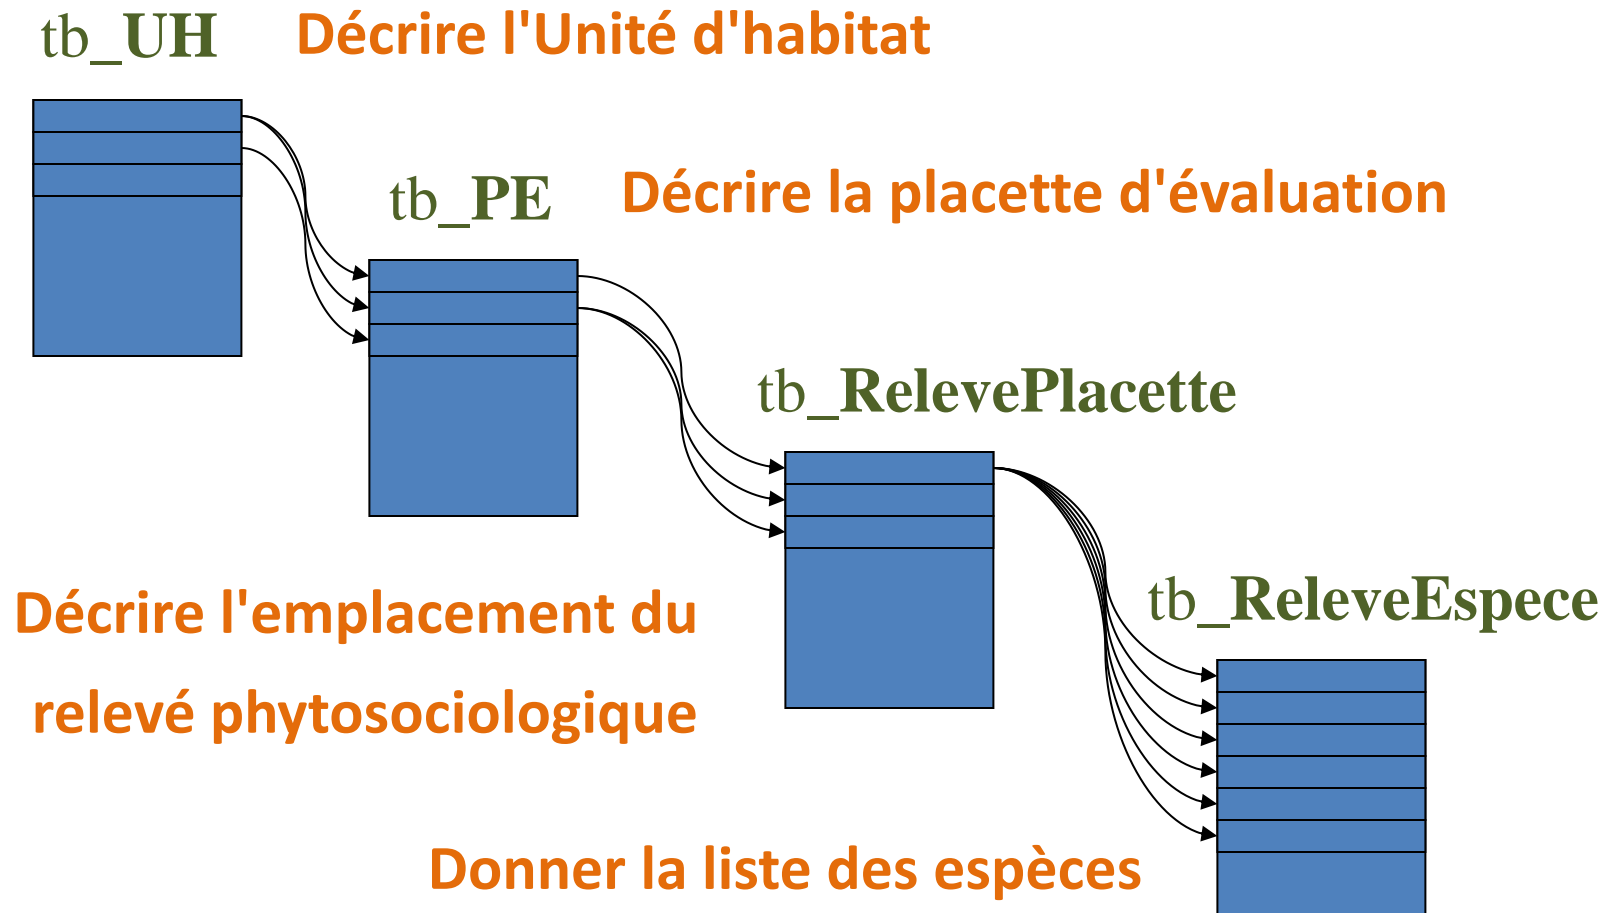 tb_UH
Décrire l'Unité d'habitat
tb_PE
Décrire la placette d'évaluation
tb_RelevePlacette
Décrire l'emplacement du
relevé phytosociologique
tb_ReleveEspece
Donner la liste des espèces